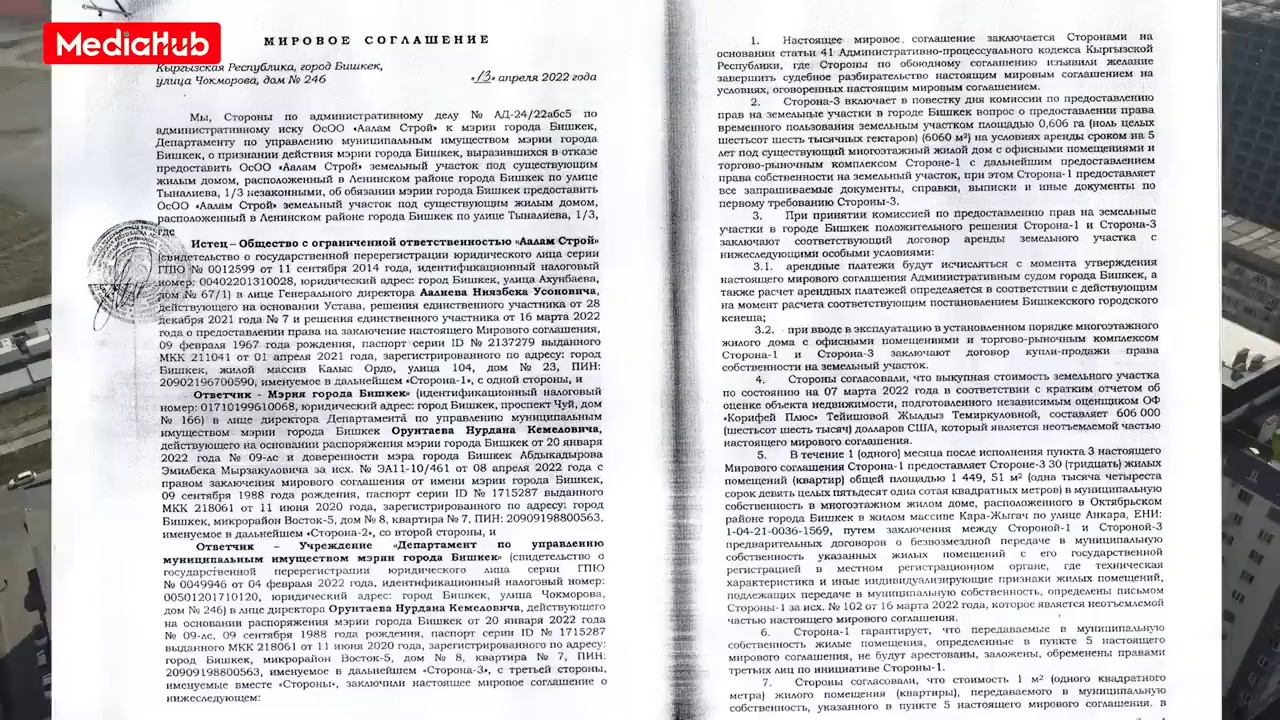 MediaHub
МИРОВОЕ СОГЛАШЕНИЕ
Кыргызская Республика, город Бишкек,
улица Чокморова, дом № 246
«13» апреля 2022 года
Мы, Стороны по административному делу № АД-24/22абс5 по
административному иску ОсОО «Аалам Строй» к мэрии города Бишкек,
Департаменту по управлению муниципальным имуществом мэрии города
Бишкек, о признании действия мэрии города Бишкек, выразившихся в отказе
предоставить ОсОО «Аалам Строй» земельный участок под существующим
жилым домом, расположенный в Ленинском районе города Бишкек по улице
Тыналиева, 1/3 незаконными, об обязании мэрии города Бишкек предоставить
ОсОО «Аалам Строй» земельный участок под существующим жилым домом,
расположенный в Ленинском районе города Бишкек по улице Тыналиева, 1/3,
где
Истец – Общество с ограниченной ответственностью «Аалам Строй»
(свидетельство о государственной перерегистрации юридического лица серии
ГПЮ № 0012599 от 11 сентября 2014 года, идентификационный налоговый
номер: 00402201310028, юридический адрес: город Бишкек, улица Ахунбаева,
дом № 67/1) в лице Генерального директора Аалиева Ниязбека Усоновича,
действующего на основании Устава, решения единственного участника от 28
декабря 2021 года № 7 и решения единственного участника от 16 марта 2022
года о предоставлении права на заключение настоящего Мирового соглашения,
09 февраля 1967 года рождения, паспорт серии ID № 2137279 выданного
МКК 211041 от 01 апреля 2021 года, зарегистрированного по адресу: город
Бишкек, жилой массив Калыс Ордо, улица 104, дом № 23, ПИН:
20902196700590, именуемое в дальнейшем «Сторона-1», с одной стороны, и
Ответчик - Мэрия города Бишкек» (идентификационный налоговый
номер: 01710199610068, юридический адрес: город Бишкек, проспект Чуй, дом
№ 166) в лице директора Департамента по управлению муниципальным
имуществом мэрии города Бишкек Орунтаева Нурдана Кемеловича,
действующего на основании распоряжения мэрии города Бишкек от 20 января
2022 года № 09-лс и доверенности мэра города Бишкек Абдыкадырова
Эмилбека Мырзакуловича за исх. № ЭА11-10/461 от 08 апреля 2022 года с
правом заключения мирового соглашения от имени мэрии города Бишкек,
09 сентября 1988 года рождения, паспорт серии ID № 1715287 выданного
МКК 218061 от 11 июня 2020 года, зарегистрированного по адресу: город
Бишкек, микрорайон Восток-5, дом № 8, квартира № 7, ПИН: 20909198800563,
именуемое в дальнейшем «Сторона-2», со второй стороны, и
Ответчик – Учреждение «Департамент по управлению
муниципальным имуществом мэрии города Бишкек» (свидетельство о
государственной перерегистрации юридического лица серии ГПЮ
№ 0049946 от 04 февраля 2022 года, идентификационный налоговый номер:
00501201710120, юридический адрес: город Бишкек, улица Чокморова,
дом № 246) в лице директора Орунтаева Нурдана Кемеловича, действующего
на основании распоряжения мэрии города Бишкек от 20 января 2022 года
№ 09-лс, 09 сентября 1988 года рождения, паспорт серии ID № 1715287
выданного МКК 218061 от 11 июня 2020 года, зарегистрированного по адресу:
город Бишкек, микрорайон Восток-5, дом № 8, квартира № 7, ПИН:
20909198800563, именуемое в дальнейшем «Сторона-3», с третьей стороны,
именуемые вместе «Стороны», заключили настоящее мировое соглашение о
нижеследующем:
1. Настоящее мировое соглашение заключается Сторонами на
основании статьи 41 Административно-процессуального кодекса Кыргызской
Республики, где Стороны по обоюдному соглашению изъявили желание
завершить судебное разбирательство настоящим мировым соглашением на
условиях, оговоренных настоящим мировым соглашением.
2. Сторона-3 включает в повестку дня комиссии по предоставлению
прав на земельные участки в городе Бишкек вопрос о предоставлении права
временного пользования земельным участком площадью 0,606 га (ноль целых
шестьсот шесть тысячных гектаров) (6060 м²) на условиях аренды сроком на 5
лет под существующий многоэтажный жилой дом с офисными помещениями и
торгово-рыночным комплексом Стороне-1 с дальнейшим предоставлением
права собственности на земельный участок, при этом Сторона-1 предоставляет
все запрашиваемые документы, справки, выписки и иные документы по
первому требованию Стороны-3.
3. При принятии комиссией по предоставлению прав на земельные
участки в городе Бишкек положительного решения Сторона-1 и Сторона-3
заключают соответствующий договор аренды земельного участка с
нижеследующими особыми условиями:
3.1. арендные платежи будут исчисляться с момента утверждения
настоящего мирового соглашения Административным судом города Бишкек, а
также расчет арендных платежей определяется в соответствии с действующим
на момент расчета соответствующим постановлением Бишкекского городского
кенеша;
3.2. при вводе в эксплуатацию в установленном порядке многоэтажного
жилого дома с офисными помещениями и торгово-рыночным комплексом
Сторона-1 и Сторона-3 заключают договор купли-продажи права
собственности на земельный участок.
4. Стороны согласовали, что выкупная стоимость земельного участка
по состоянию на 07 марта 2022 года в соответствии с кратким отчетом об
оценке объекта недвижимости, подготовленного независимым оценщиком ОФ
«Корифей Плюс» Тейишовой Жылдыз Темиркуловной, составляет 606 000
(шестьсот шесть тысяч) долларов США, который является неотъемлемой частью
настоящего мирового соглашения.
5. В течение 1 (одного) месяца после исполнения пункта 3 настоящего
Мирового соглашения Сторона-1 предоставляет Стороне-3 30 (тридцать) жилых
помещений (квартир) общей площадью 1 449, 51 м² (одна тысяча четыреста
сорок девять целых пятьдесят одна сотая квадратных метров) в муниципальную
собственность в многоэтажном жилом доме, расположенного в Октябрьском
районе города Бишкек в жилом массиве Кара-Жыгач по улице Анкара, ЕНИ:
1-04-21-0036-1569, путем заключения между Стороной-1 и Стороной-3
предварительных договоров о безвозмездной передаче в муниципальную
собственность указанных жилых помещений с его государственной
регистрацией в местном регистрационном органе, где техническая
характеристика и иные индивидуализирующие признаки жилых помещений,
подлежащих передаче в муниципальную собственность, определены письмом
Стороны-1 за исх. № 102 от 16 марта 2022 года, которое является неотъемлемой
частью настоящего мирового соглашения.
6. Сторона-1 гарантирует, что передаваемые в муниципальную
собственность жилые помещения, определенные в пункте 5 настоящего
мирового соглашения, не будут арестованы, заложены, обременены правами
третьих лиц по инициативе Стороны-1.
7. Стороны согласовали, что стоимость 1 м² (одного квадратного
метра) жилого помещения (квартиры), передаваемого в муниципальную
собственность, указанного в пункте 5 настоящего мирового соглашения, в